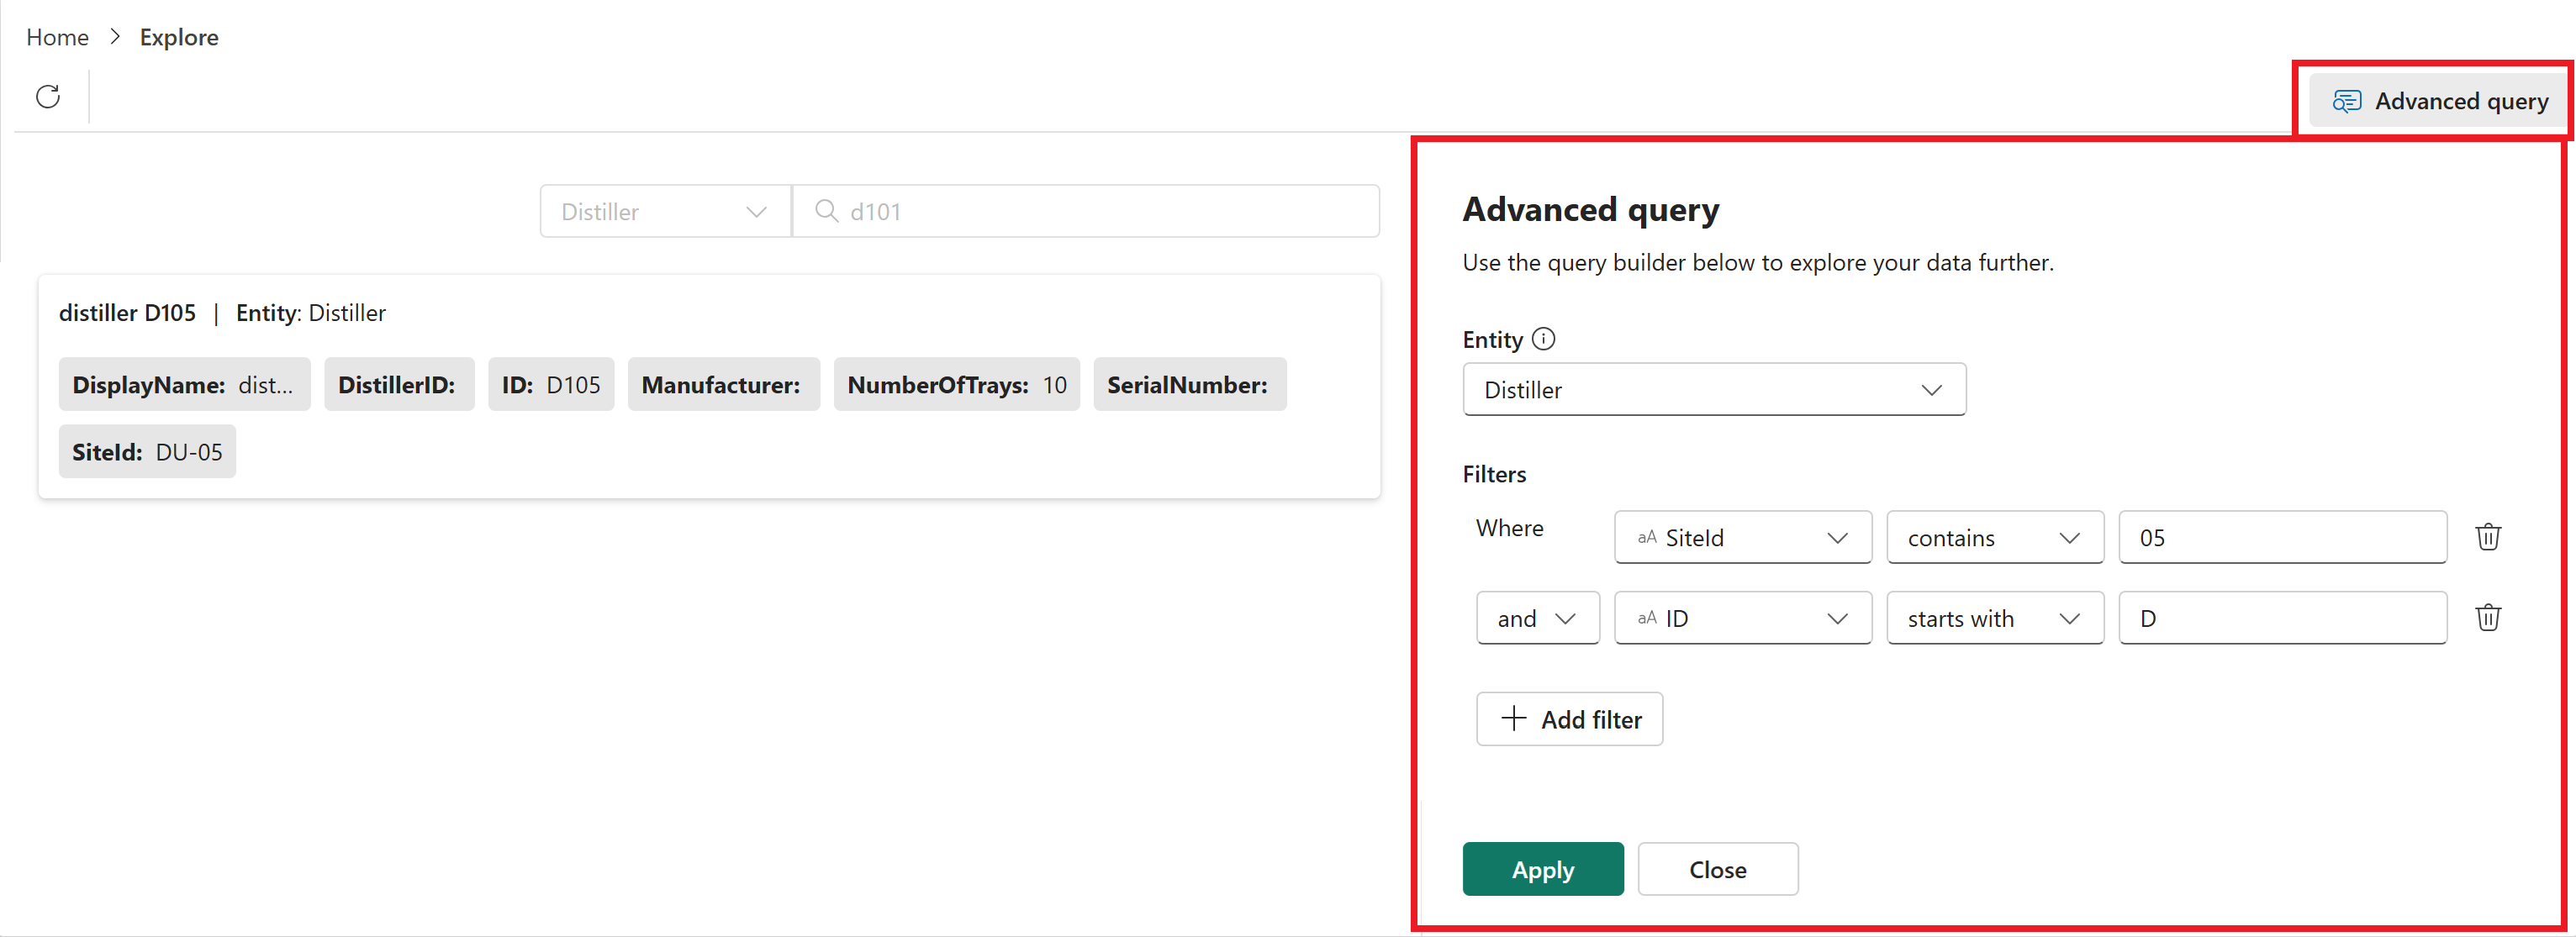 Home > Explore
Advanced query
Distiller
d101
distiller D105 | Entity: Distiller
DisplayName: dist...
DistillerID:
ID: D105
Manufacturer:
NumberOfTrays: 10
SerialNumber:
SiteId: DU-05
Advanced query
Use the query builder below to explore your data further.
Entity
Distiller
Filters
Where
aA SiteId
contains
05
and
aA ID
starts with
D
+ Add filter
Apply
Close